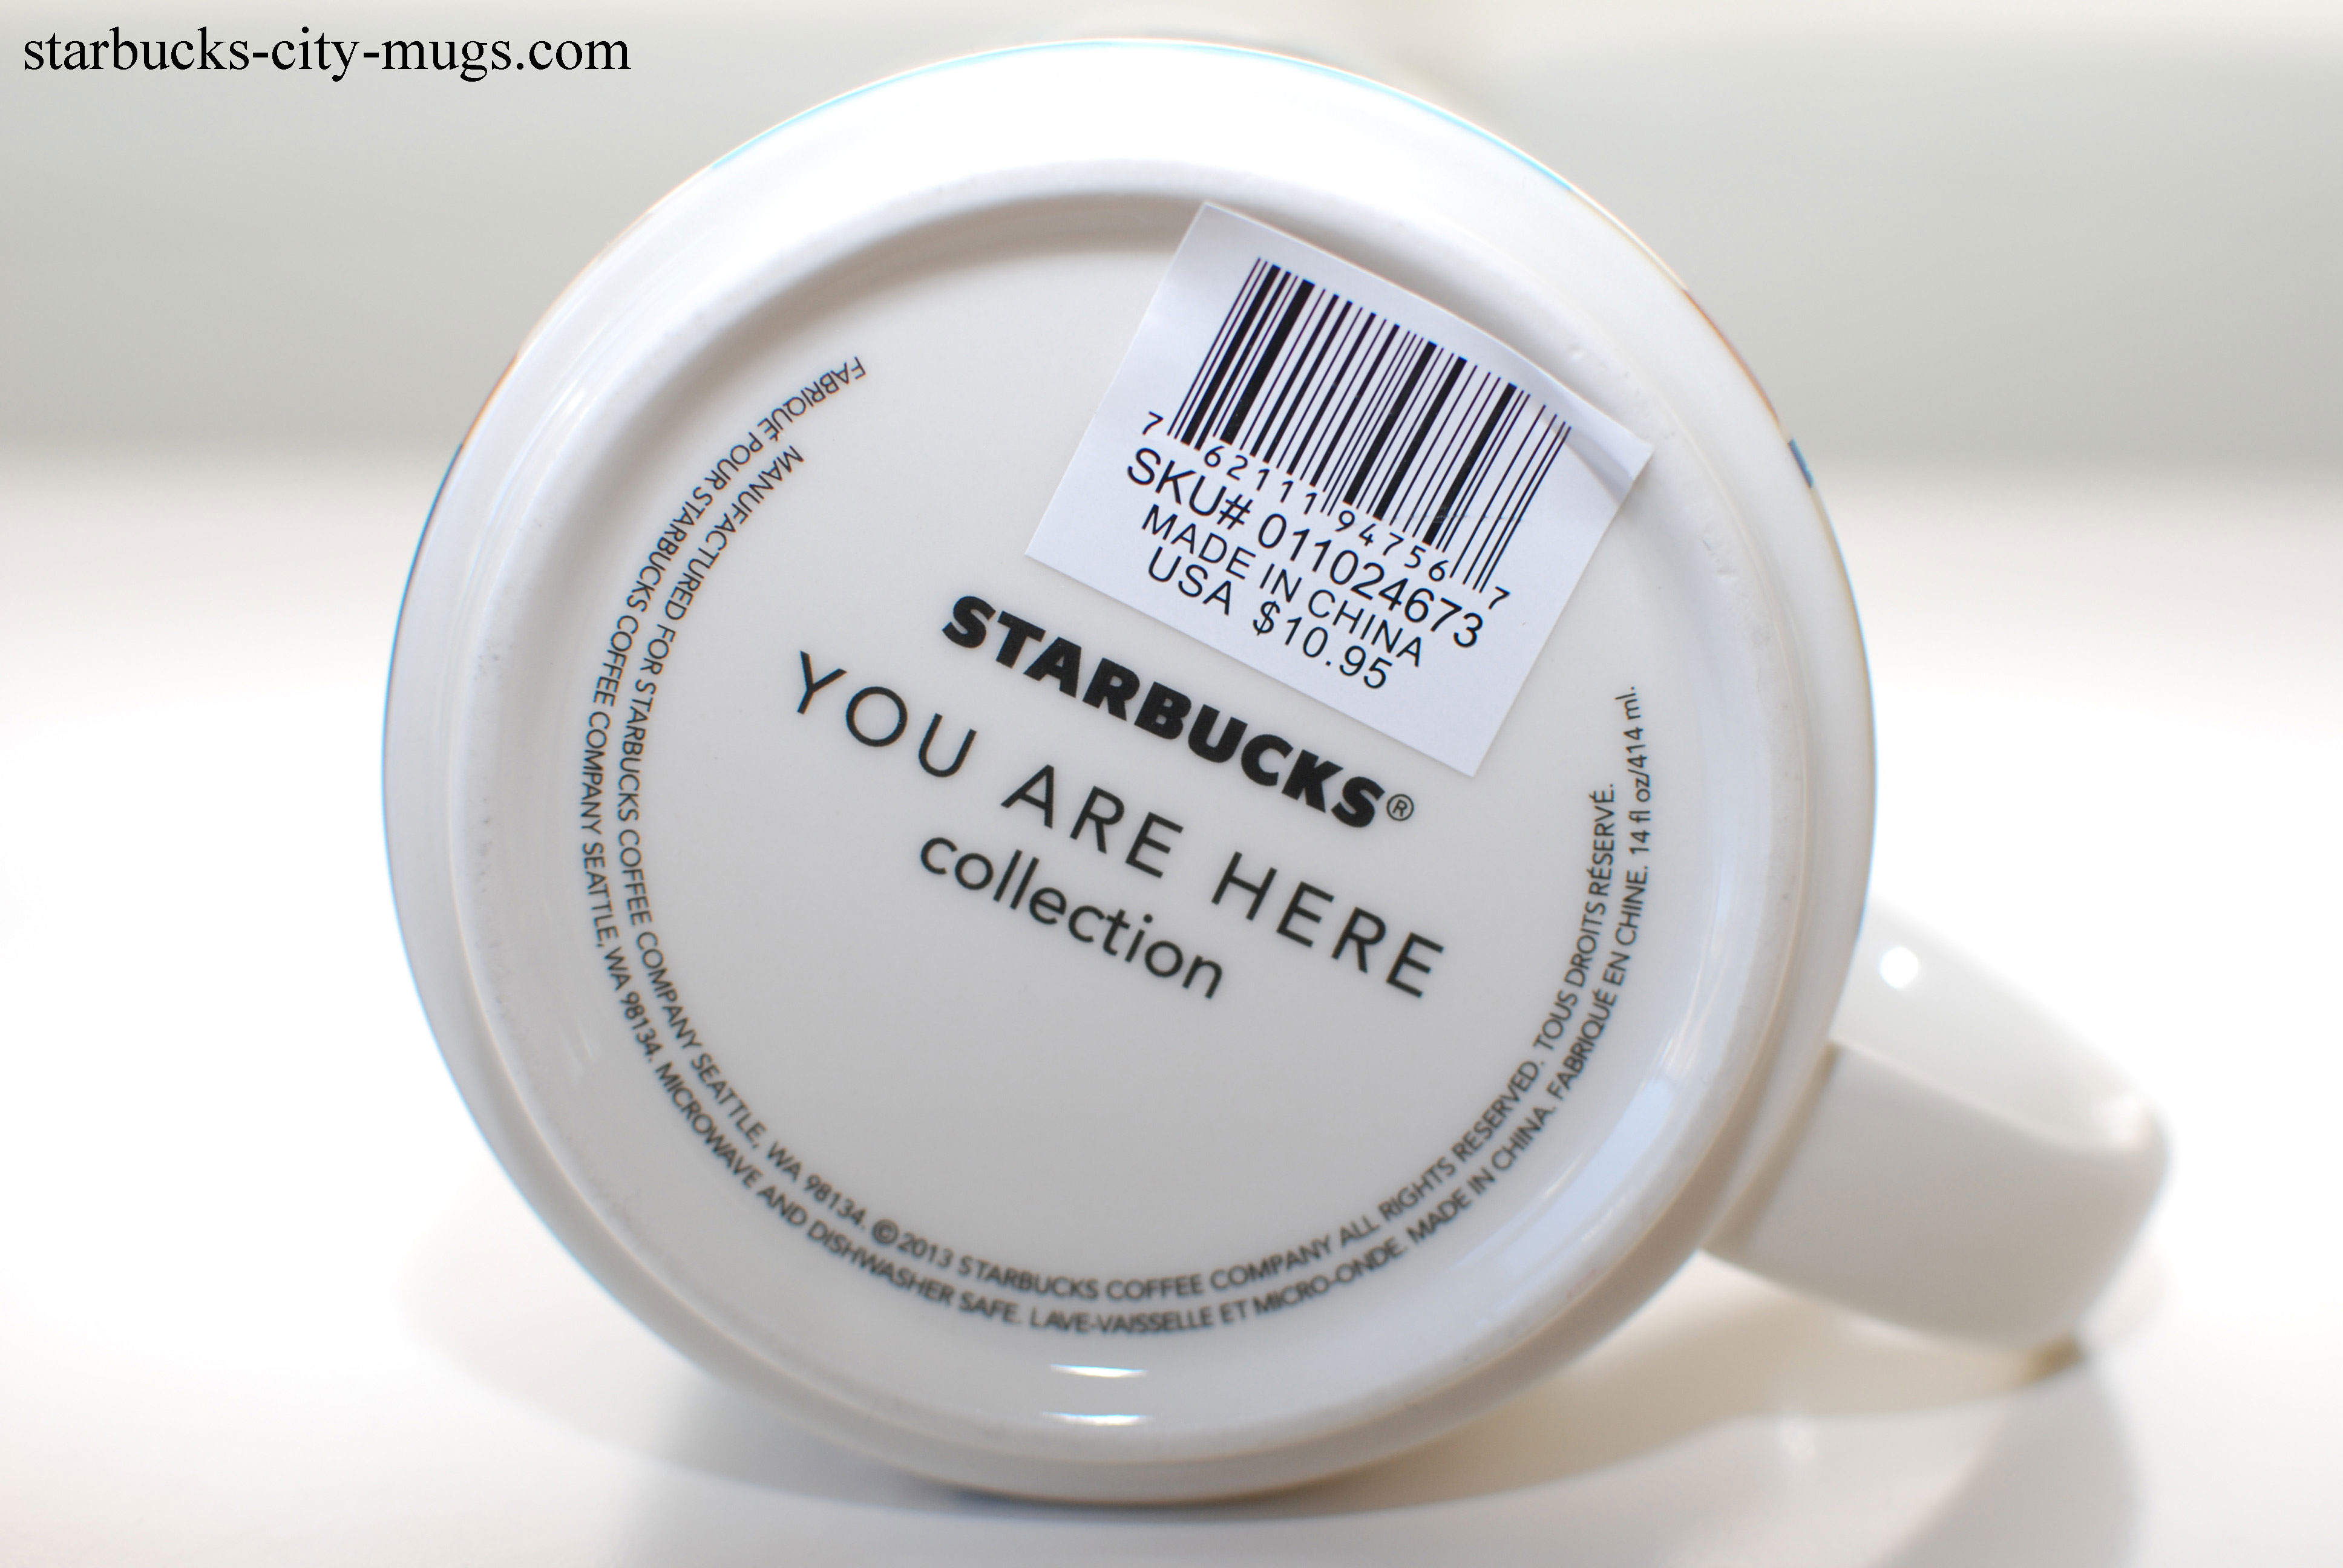 starbucks-city-mugs.com
7 62111 94756 7
SKU# 011024673
MADE IN CHINA
USA $10.95
STARBUCKS®
YOU ARE HERE
collection
MANUFACTURED FOR STARBUCKS COFFEE COMPANY SEATTLE, WA 98134. ©2013 STARBUCKS COFFEE COMPANY ALL RIGHTS RESERVED. TOUS DROITS RÉSERVÉ.
FABRIQUÉ POUR STARBUCKS COFFEE COMPANY SEATTLE, WA 98134. MICROWAVE AND DISHWASHER SAFE. LAVE-VAISSELLE ET MICRO-ONDE. MADE IN CHINA. FABRIQUÉ EN CHINE. 14 fl oz/414 ml.